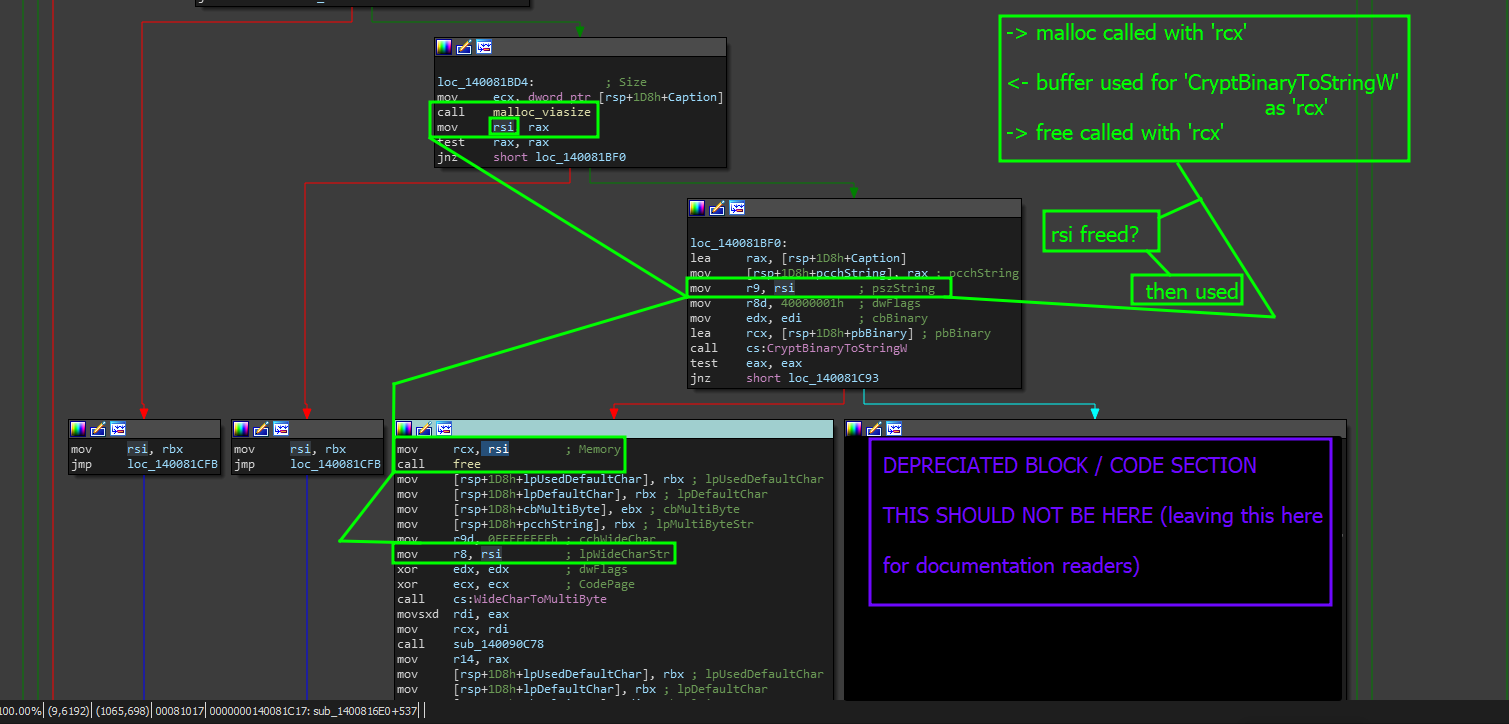 -> malloc called with 'rcx'
<- buffer used for 'CryptBinaryToStringW'
as 'rcx'
-> free called with 'rcx'
rsi freed?
then used
loc_140081BD4: ; Size
mov ecx, dword ptr [rsp+1D8h+Caption]
call malloc_viasize
mov rsi rax
test rax, rax
jnz short loc_140081BF0
loc_140081BF0:
lea rax, [rsp+1D8h+Caption]
mov [rsp+1D8h+pcchString], rax ; pcchString
mov r9, rsi ; pszString
mov r8d, 40000001h ; dwFlags
mov edx, edi ; cbBinary
lea rcx, [rsp+1D8h+pbBinary] ; pbBinary
call cs:CryptBinaryToStringW
test eax, eax
jnz short loc_140081C93
mov rsi, rbx
jmp loc_140081CFB
mov rsi, rbx
jmp loc_140081CFB
mov rcx, rsi ; Memory
call free
mov [rsp+1D8h+lpUsedDefaultChar], rbx ; lpUsedDefaultChar
mov [rsp+1D8h+lpDefaultChar], rbx ; lpDefaultChar
mov [rsp+1D8h+cbMultiByte], ebx ; cbMultiByte
mov [rsp+1D8h+pcchString], rbx ; lpMultiByteStr
mov r9d, 0FFFFFFFFh ; cchWideChar
mov r8, rsi ; lpWideCharStr
xor edx, edx ; dwFlags
xor ecx, ecx ; CodePage
call cs:WideCharToMultiByte
movsxd rdi, eax
mov rcx, rdi
call sub_140090C78
mov r14, rax
mov [rsp+1D8h+lpUsedDefaultChar], rbx ; lpUsedDefaultChar
mov [rsp+1D8h+lpDefaultChar], rbx ; lpDefaultChar
DEPRECIATED BLOCK / CODE SECTION
THIS SHOULD NOT BE HERE (leaving this here
for documentation readers)
100.00% (9,6192) (1065,698) 00081017 0000000140081C17: sub_1400816E0+537